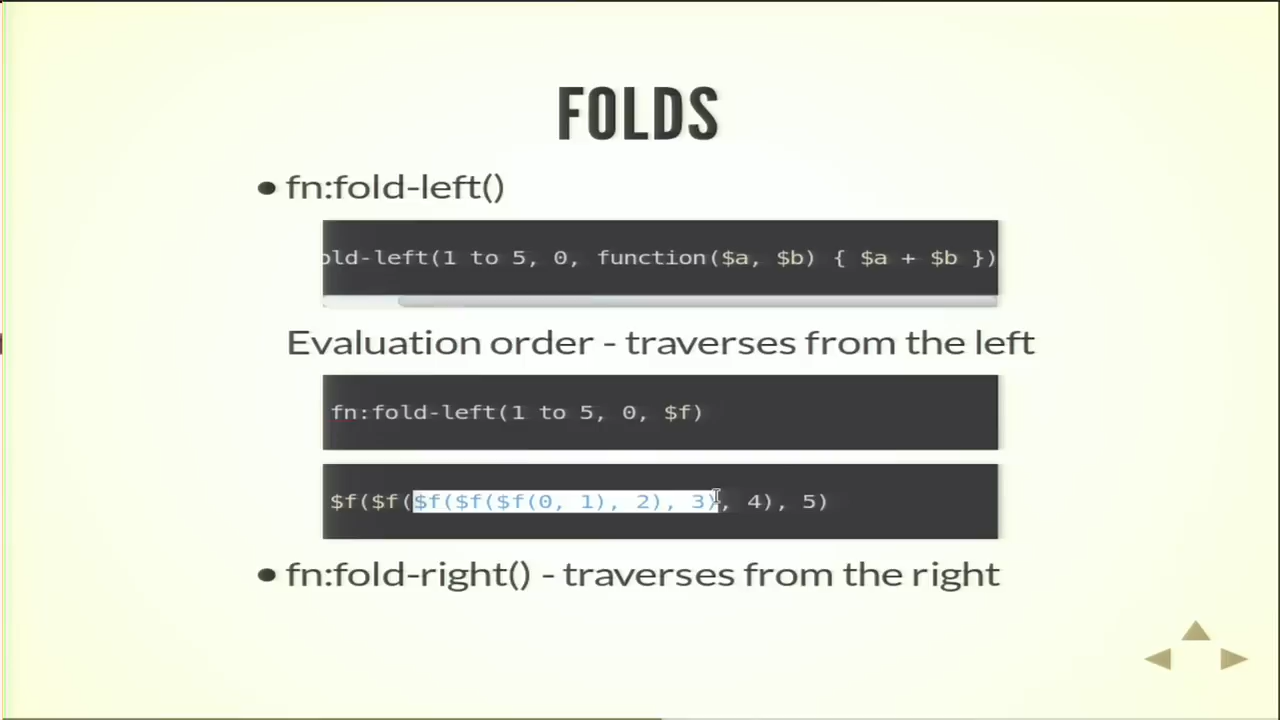 FOLDS
• fn:fold-left()
old-left(1 to 5, 0, function($a, $b) { $a + $b })
Evaluation order - traverses from the left
fn:fold-left(1 to 5, 0, $f)
$f($f($f($f($f(0, 1), 2), 3), 4), 5)
• fn:fold-right() - traverses from the right